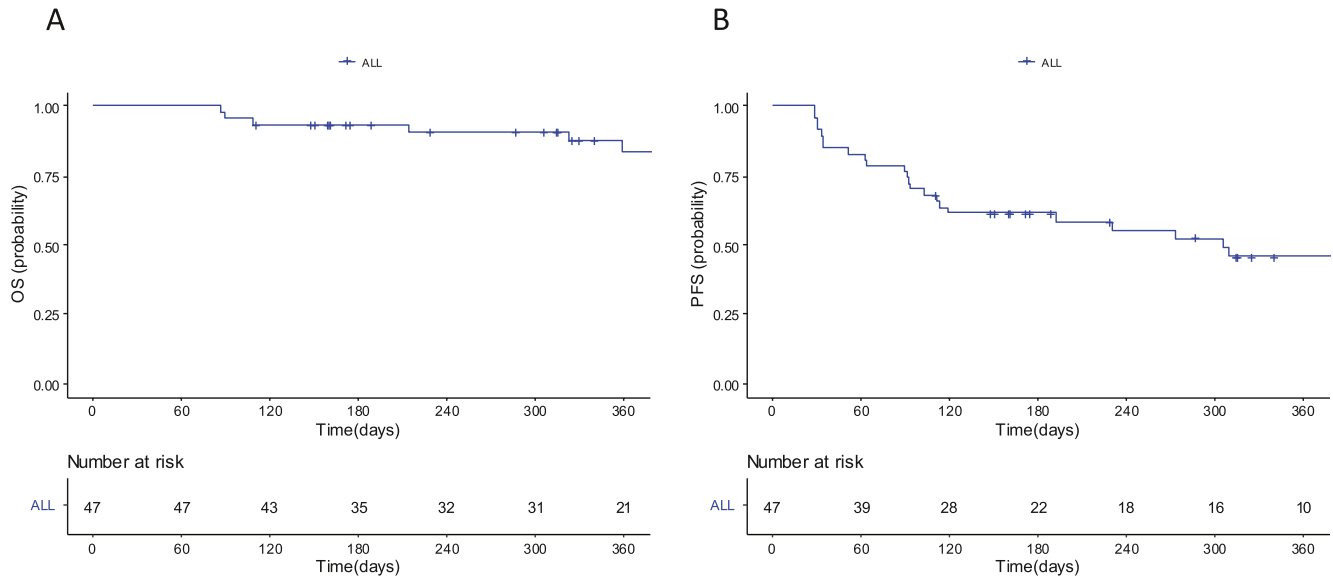 A
ALL
OS (probability)
1.00
0.75
0.50
0.25
0.00
0 60 120 180 240 300 360
Time(days)
Number at risk
ALL 47 47 43 35 32 31 21
0 60 120 180 240 300 360
Time(days)
B
ALL
PFS (probability)
1.00
0.75
0.50
0.25
0.00
0 60 120 180 240 300 360
Time(days)
Number at risk
ALL 47 39 28 22 18 16 10
0 60 120 180 240 300 360
Time(days)